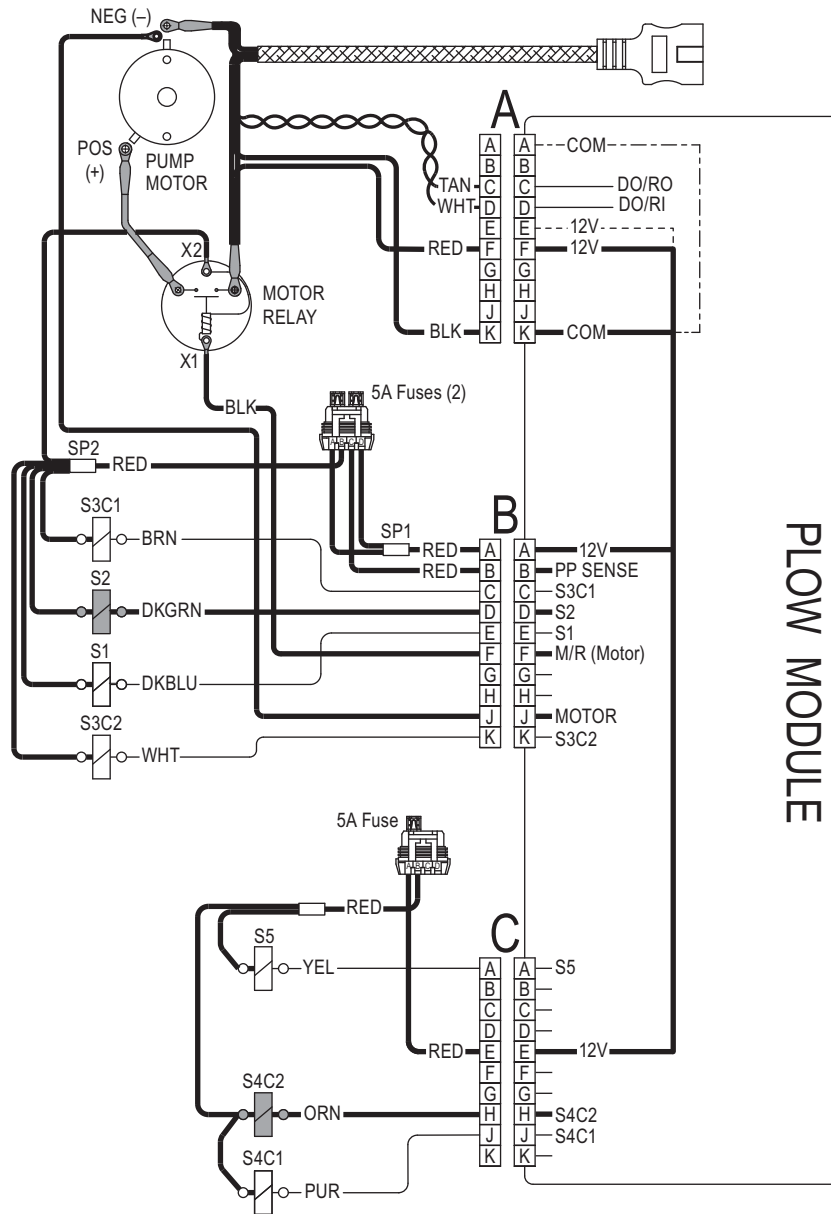 NEG (–)
POS
(+)
PUMP
MOTOR
X2
MOTOR
RELAY
X1
BLK
A
A
B
C
D
E
F
G
H
J
K
A
B
C
D
E
F
G
H
J
K
TAN
WHT
RED
BLK
COM
DO/RO
DO/RI
12V
12V
COM
5A Fuses (2)
A B C D
SP2
RED
SP1
RED
RED
S3C1
BRN
S2
DKGRN
S1
DKBLU
S3C2
WHT
B
A
B
C
D
E
F
G
H
J
K
A
B
C
D
E
F
G
H
J
K
12V
PP SENSE
S3C1
S2
S1
M/R (Motor)
MOTOR
S3C2
PLOW MODULE
5A Fuse
A B C D
RED
S5
YEL
RED
S4C2
ORN
S4C1
PUR
C
A
B
C
D
E
F
G
H
J
K
A
B
C
D
E
F
G
H
J
K
S5
12V
S4C2
S4C1